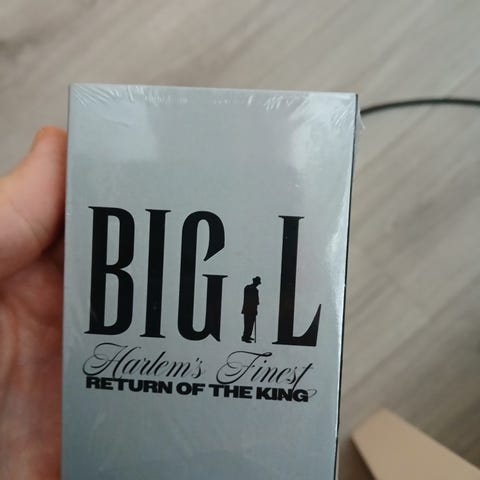 BIG L
Harlem's Finest
RETURN OF THE KING